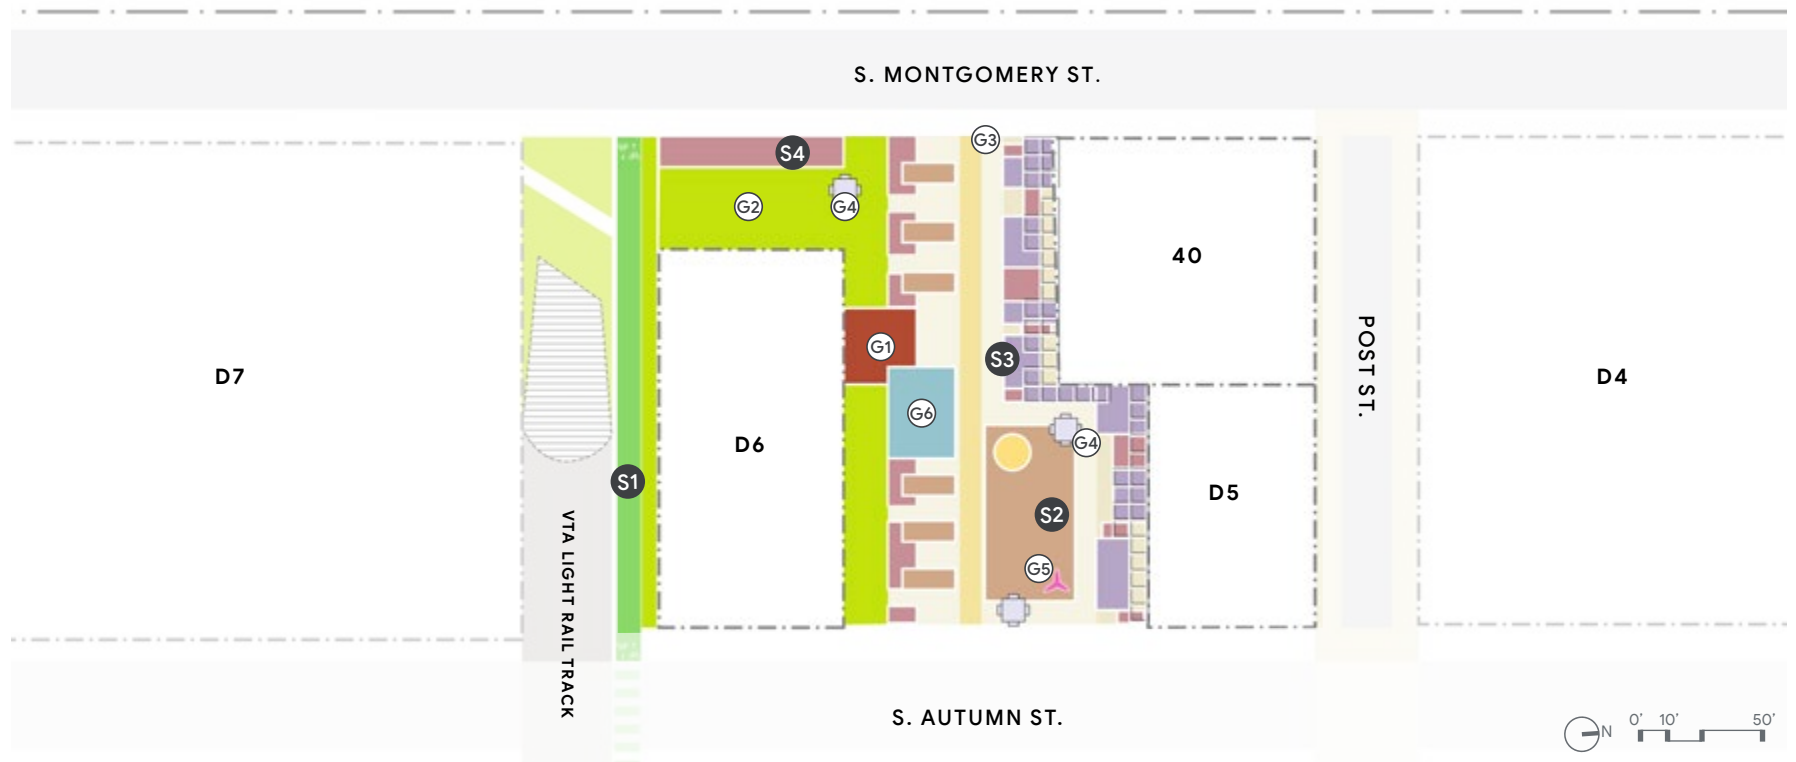 S. MONTGOMERY ST.
G3
S4
G2
G4
40
G1
S3
POST ST.
D7
D4
G6
D6
G4
S1
D5
S2
VTA LIGHT RAIL TRACK
G5
S. AUTUMN ST.
N
0' 10' 50'